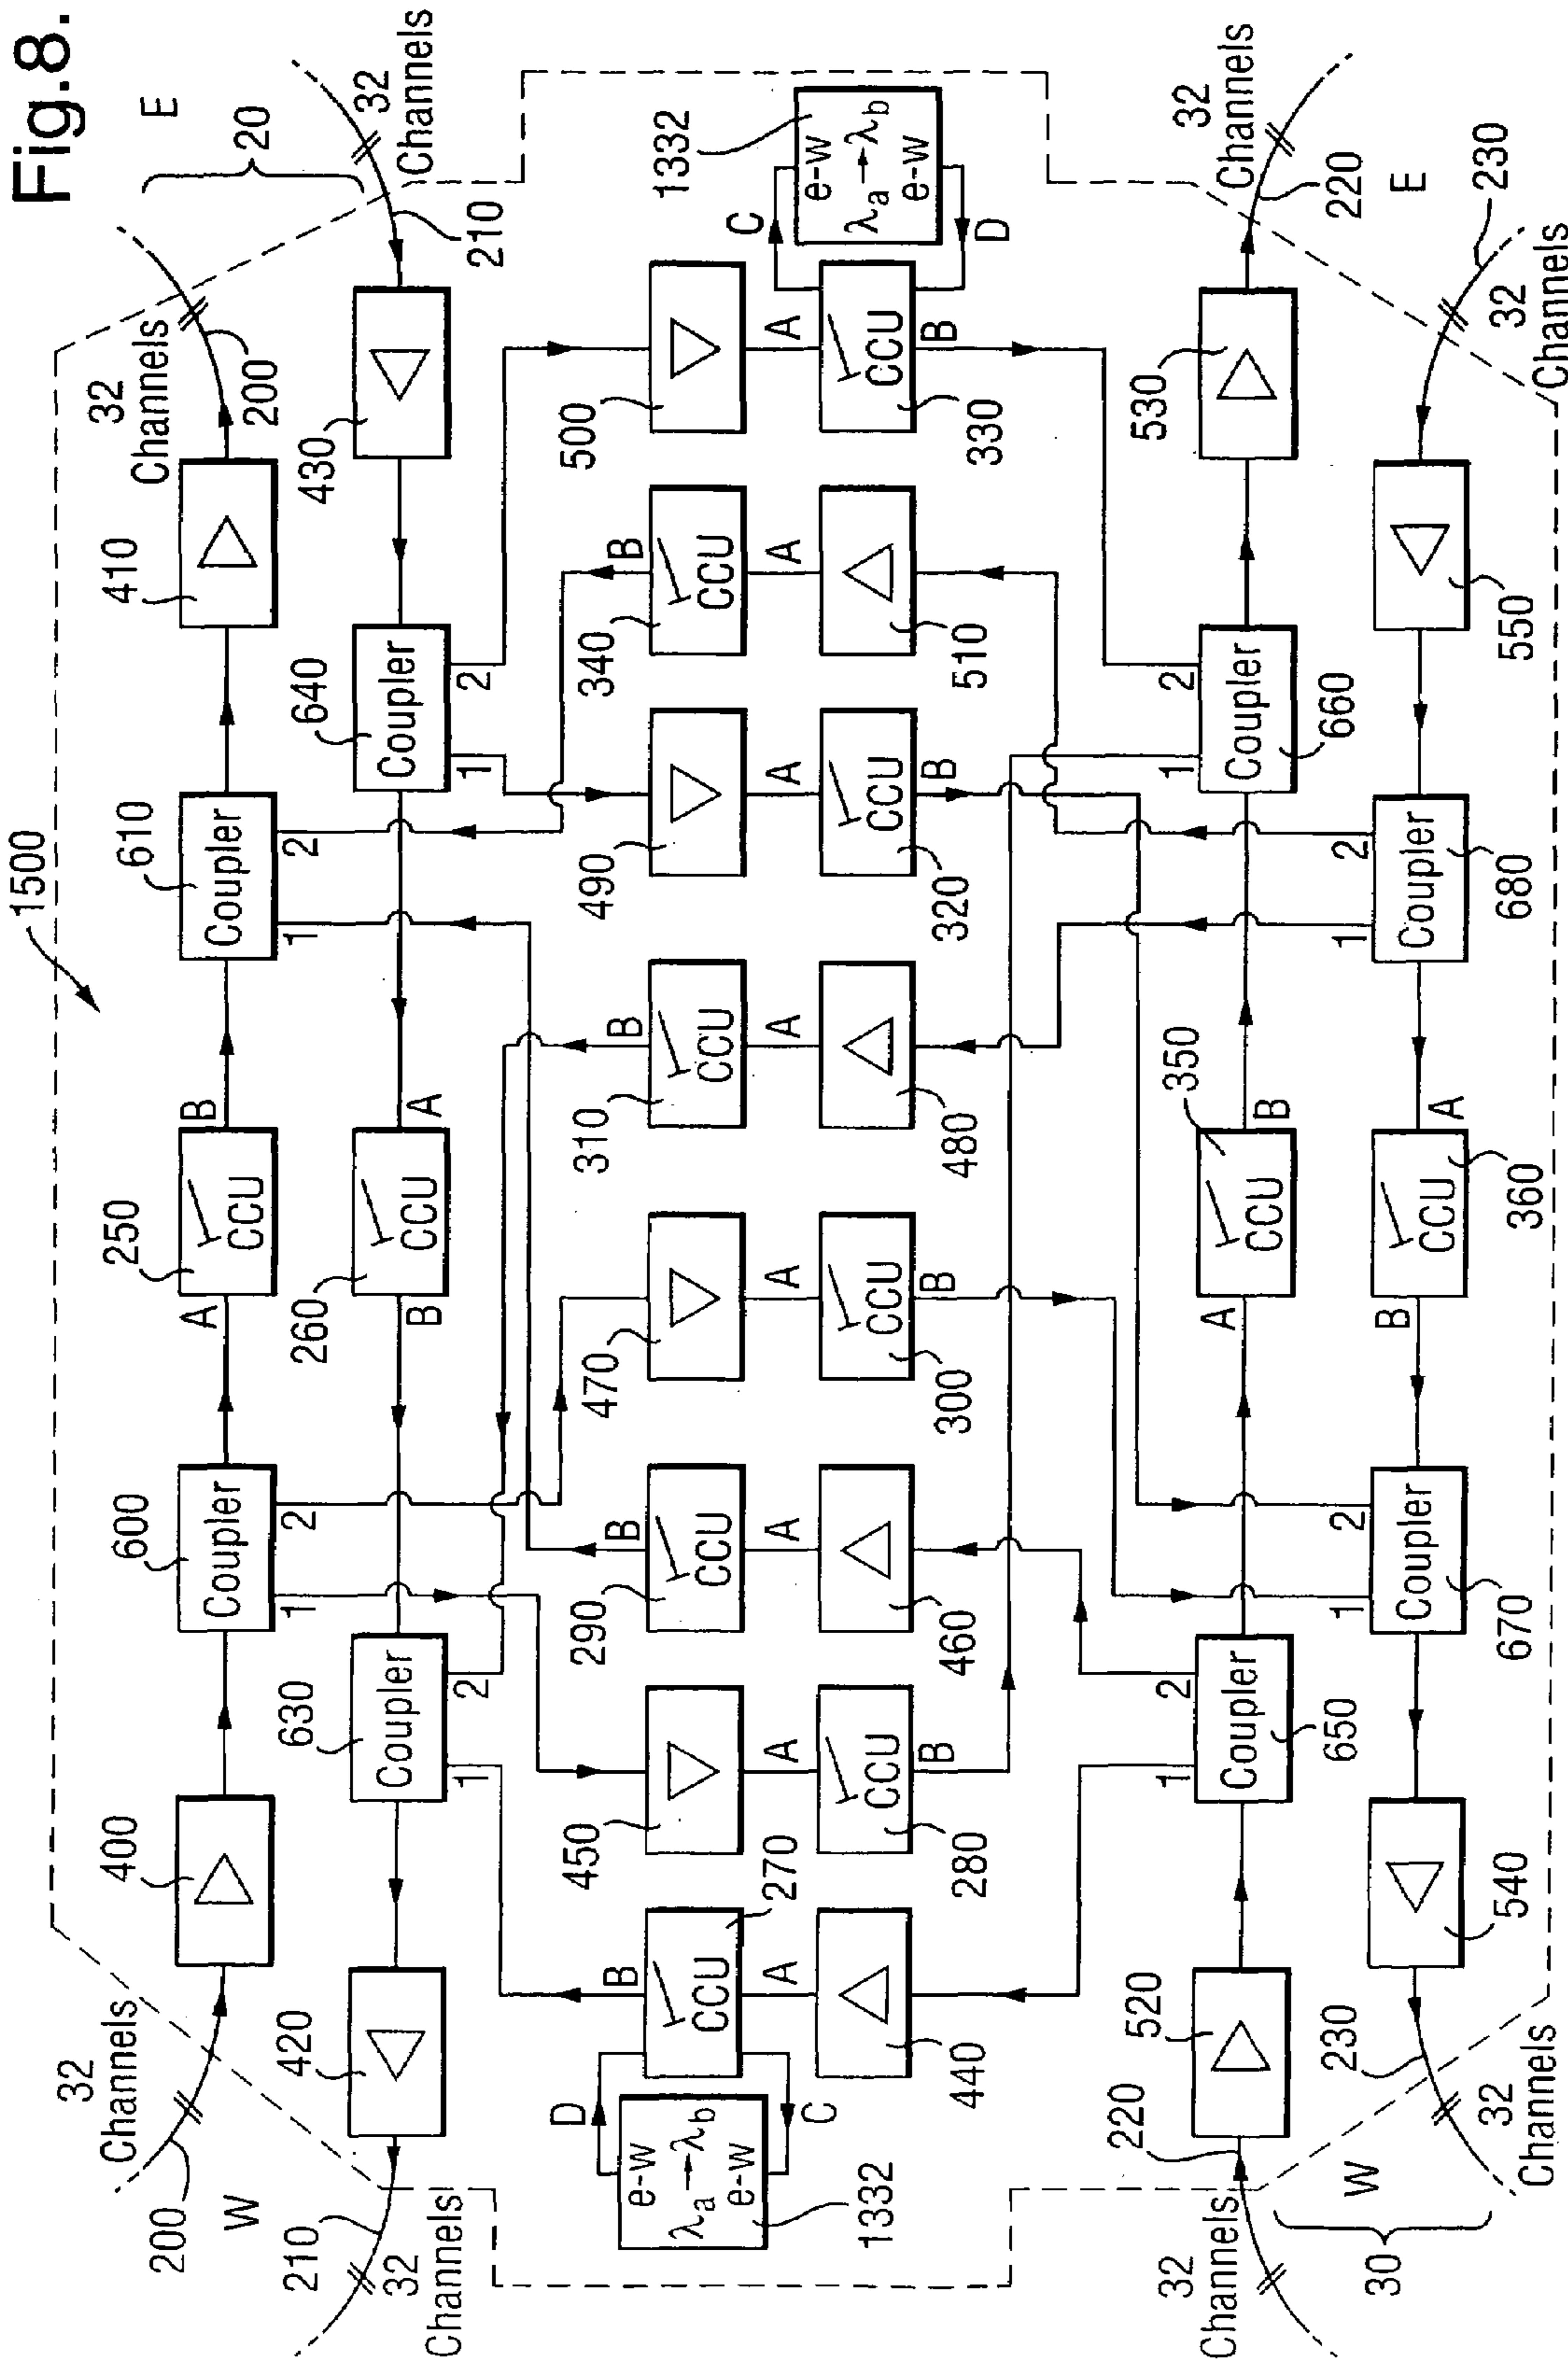 Fig.8.
1500
W
200
32
Channels
400
600
Coupler
1
2
A
250
CCU
B
610
Coupler
1
2
410
32
Channels
200
E
20
210
32
Channels
420
630
Coupler
1
2
B
260
CCU
A
640
Coupler
1
2
430
210
32
Channels
D
e-w
λa→λb
e-w
C
1332
B
CCU
270
A
440
450
A
CCU
B
280
290
B
CCU
A
460
470
A
CCU
B
300
310
B
CCU
A
480
490
A
CCU
B
320
340
B
CCU
A
510
500
A
CCU
B
330
C
e-w
λa→λb
e-w
D
1332
32
Channels
220
520
1
2
Coupler
650
A
350
CCU
B
1
2
Coupler
660
530
32
Channels
220
E
W
30
230
32
Channels
540
1
2
Coupler
670
B
CCU
A
360
1
2
Coupler
680
550
230
32
Channels